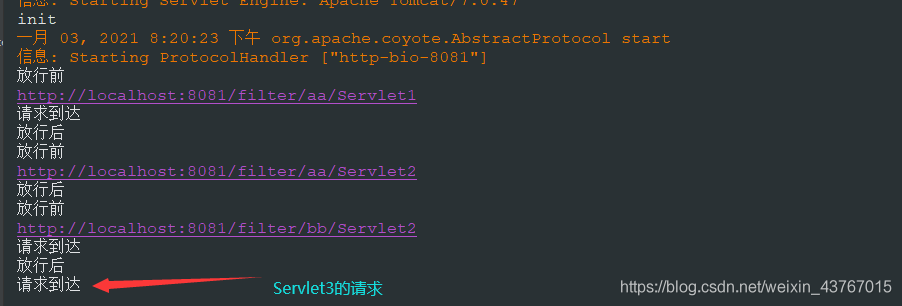 信息: Starting Servlet Engine: Apache Tomcat/7.0.47
init
一月 03, 2021 8:20:23 下午 org.apache.coyote.AbstractProtocol start
信息: Starting ProtocolHandler ["http-bio-8081"]
放行前
http://localhost:8081/filter/aa/Servlet1
请求到达
放行后
放行前
http://localhost:8081/filter/aa/Servlet2
放行后
放行前
http://localhost:8081/filter/bb/Servlet2
请求到达
放行后
请求到达
Servlet3的请求
https://blog.csdn.net/weixin_43767015